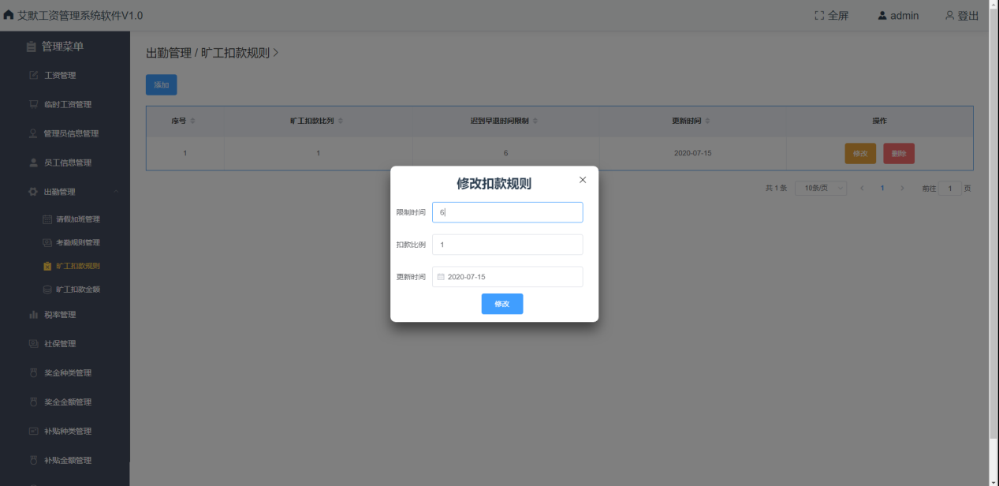 艾默工资管理系统软件V1.0 全屏 admin 登出
管理菜单
工资管理
临时工资管理
管理员信息管理
员工信息管理
出勤管理
请假加班管理
考勤规则管理
旷工扣款规则
旷工扣款金额
税率管理
社保管理
奖金种类管理
奖金金额管理
补贴种类管理
补贴金额管理
出勤管理 / 旷工扣款规则 >
添加
序号 旷工扣款比列 迟到早退时间限制 更新时间 操作
1 1 6 2020-07-15 修改 删除
共 1 条 10条/页 < 1 > 前往 1 页
修改扣款规则
限制时间 6
扣款比例 1
更新时间 2020-07-15
修改